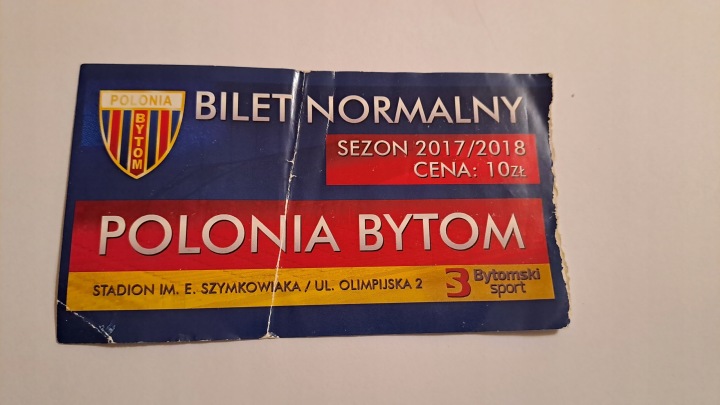 POLONIA
BYTOM
BILET NORMALNY
SEZON 2017/2018
CENA: 10ZŁ
POLONIA BYTOM
STADION IM. E. SZYMKOWIAKA / UL. OLIMPIJSKA 2
S Bytomski
sport